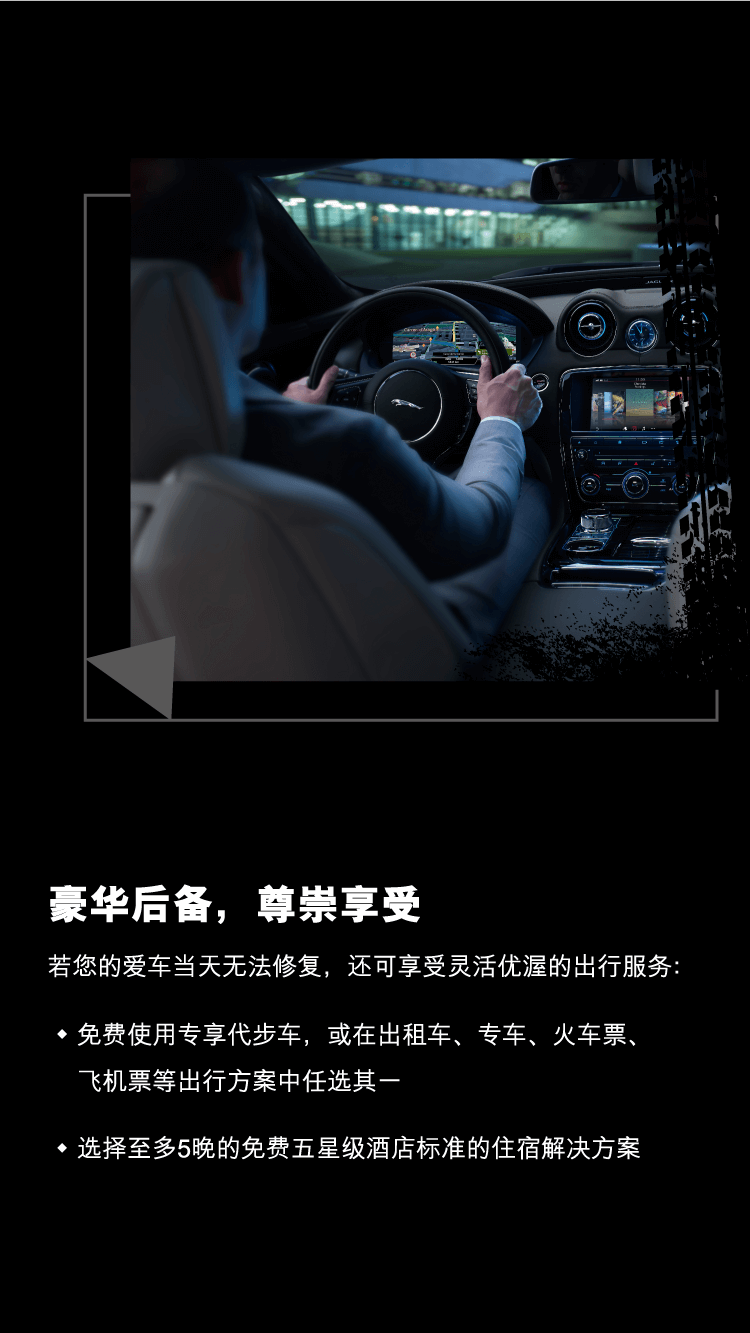 豪华后备，尊崇享受
若您的爱车当天无法修复，还可享受灵活优渥的出行服务：
◆ 免费使用专享代步车，或在出租车、专车、火车票、
飞机票等出行方案中任选其一
◆ 选择至多5晚的免费五星级酒店标准的住宿解决方案